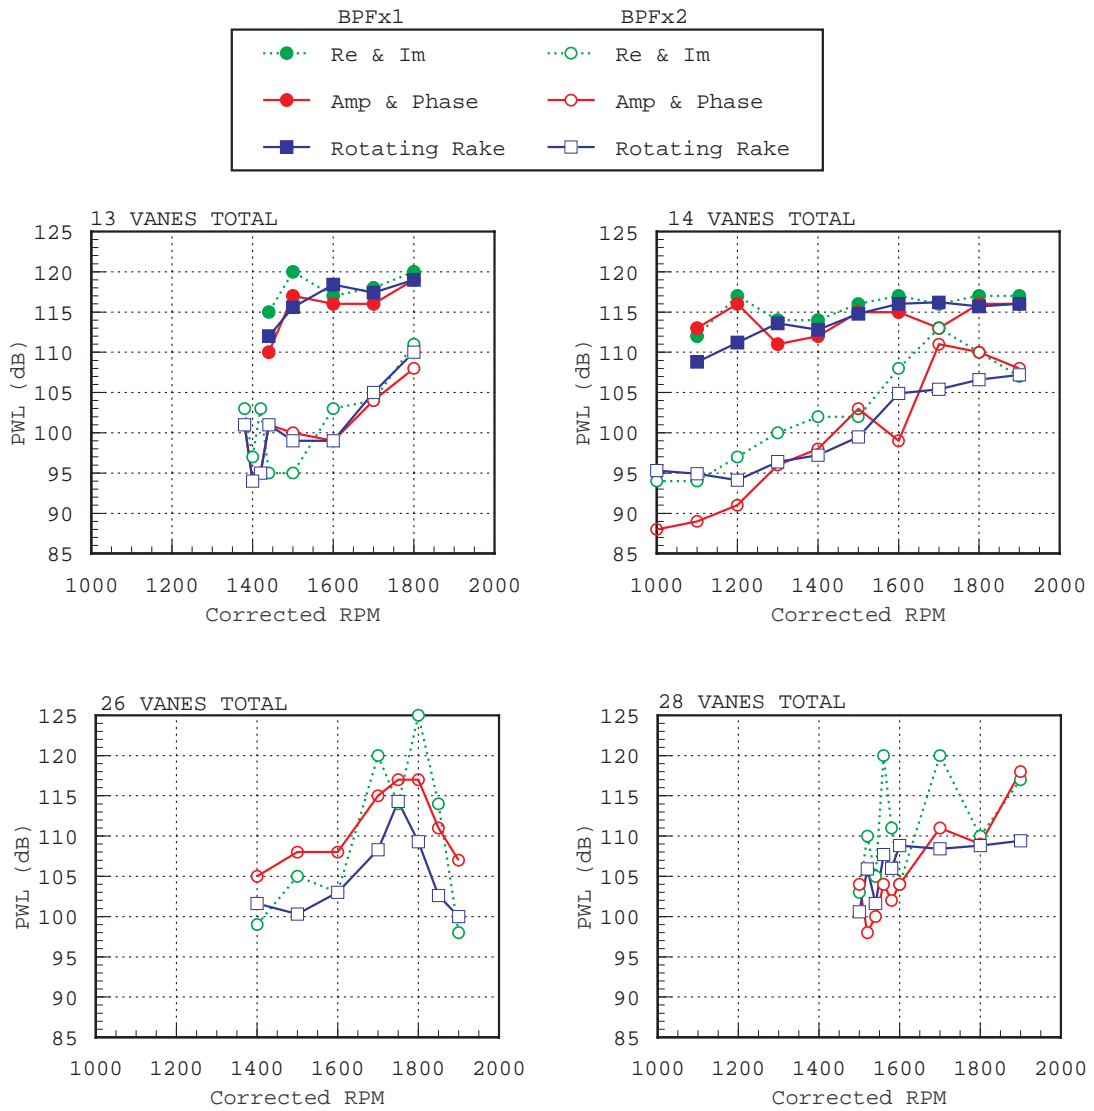 BPFx1 BPFx2
Re & Im Re & Im
Amp & Phase Amp & Phase
Rotating Rake Rotating Rake
13 VANES TOTAL
125
120
115
110
105
100
95
90
85
PWL (dB)
1000 1200 1400 1600 1800 2000
Corrected RPM
14 VANES TOTAL
125
120
115
110
105
100
95
90
85
PWL (dB)
1000 1200 1400 1600 1800 2000
Corrected RPM
26 VANES TOTAL
125
120
115
110
105
100
95
90
85
PWL (dB)
1000 1200 1400 1600 1800 2000
Corrected RPM
28 VANES TOTAL
125
120
115
110
105
100
95
90
85
PWL (dB)
1000 1200 1400 1600 1800 2000
Corrected RPM